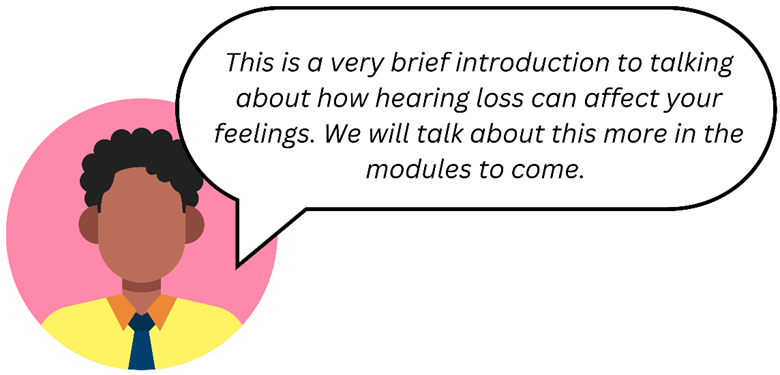 This is a very brief introduction to talking
about how hearing loss can affect your
feelings. We will talk about this more in the
modules to come.